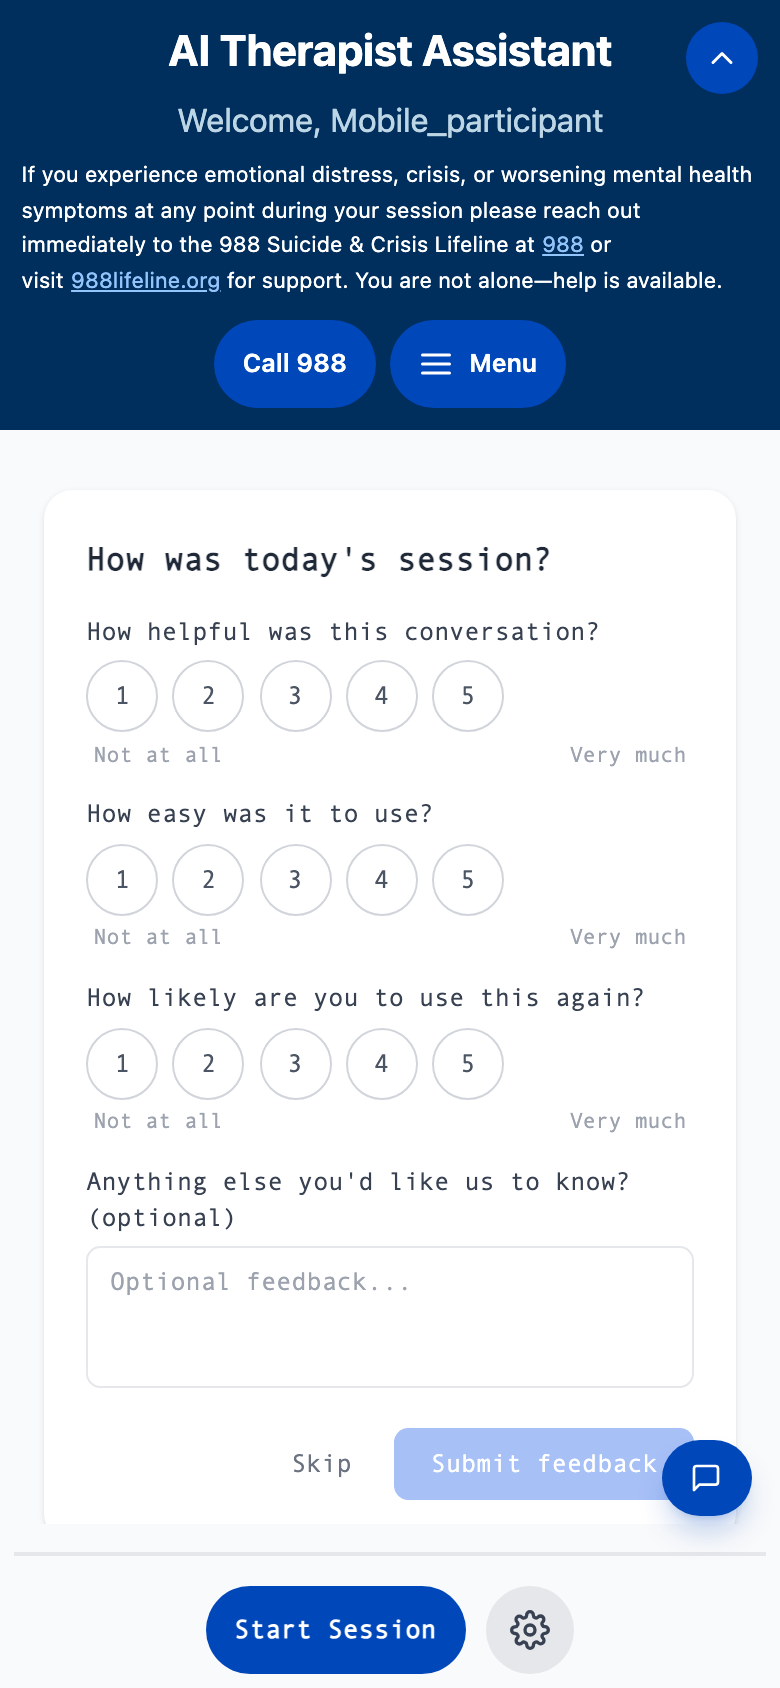 AI Therapist Assistant
Welcome, Mobile_participant
If you experience emotional distress, crisis, or worsening mental health
symptoms at any point during your session please reach out
immediately to the 988 Suicide & Crisis Lifeline at 988 or
visit 988lifeline.org for support. You are not alone—help is available.
Call 988
Menu
How was today's session?
How helpful was this conversation?
1 2 3 4 5
Not at all Very much
How easy was it to use?
1 2 3 4 5
Not at all Very much
How likely are you to use this again?
1 2 3 4 5
Not at all Very much
Anything else you'd like us to know?
(optional)
Optional feedback...
Skip
Submit feedback
Start Session